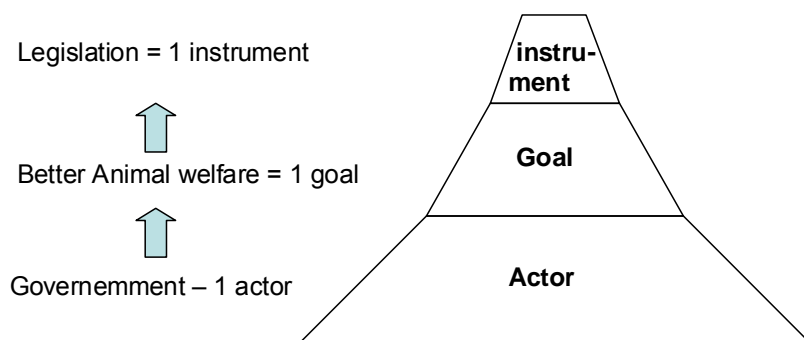 Legislation = 1 instrument
instru-
ment
Better Animal welfare = 1 goal
Goal
Governemment – 1 actor
Actor